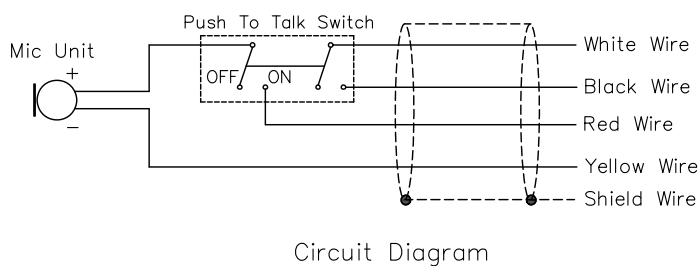 Push To Talk Switch
Mic Unit
+
−
OFF ON
White Wire
Black Wire
Red Wire
Yellow Wire
Shield Wire
Circuit Diagram